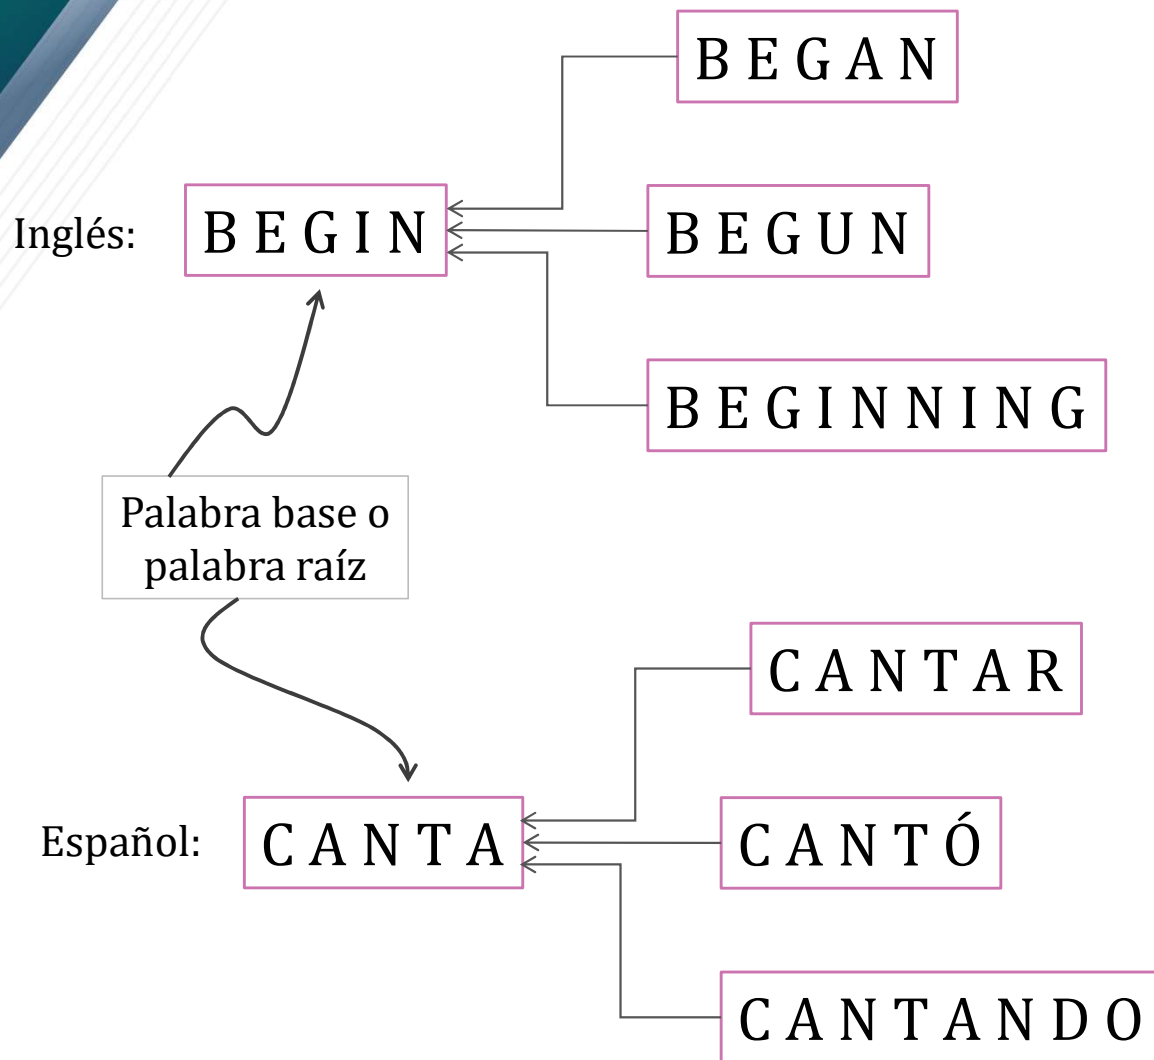 B E G A N
Inglés: B E G I N B E G U N
B E G I N N I N G
Palabra base o
palabra raíz
C A N T A R
Español: C A N T A C A N T Ó
C A N T A N D O